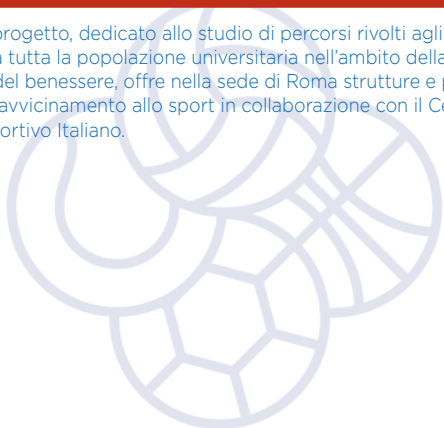 progetto, dedicato allo studio di percorsi rivolti agli
tutta la popolazione universitaria nell'ambito della
del benessere, offre nella sede di Roma strutture e
avvicinamento allo sport in collaborazione con il
ortivo Italiano.